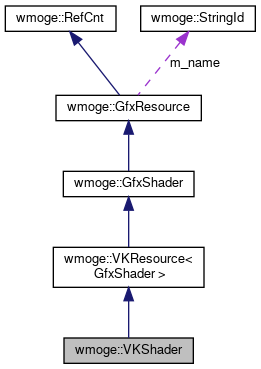 wmoge::RefCnt
wmoge::StringId
m_name
wmoge::GfxResource
wmoge::GfxShader
wmoge::VKResource<
GfxShader >
wmoge::VKShader